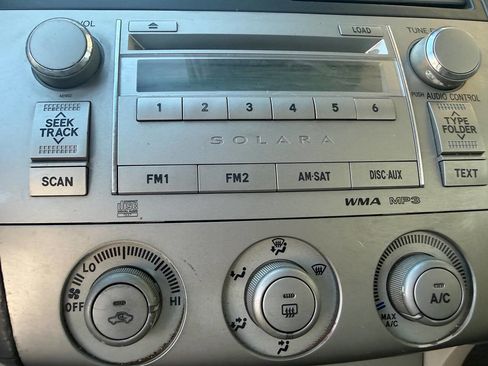 VOL
LOAD
TUNE
PUSH AUDIO CONTROL
1 2 3 4 5 6
SEEK
TRACK
TYPE
FOLDER
SOLARA
SCAN
FM1 FM2 AM·SAT DISC·AUX
TEXT
WMA MP3
LO
HI
OFF
MAX
A/C
A/C